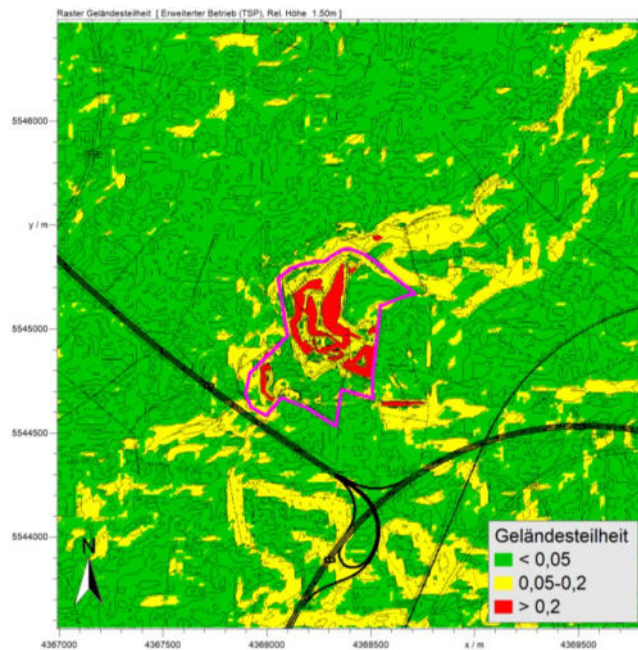 Raster Geländesteilheit [ Erweiterter Betrieb (TSP), Rel. Höhe 1.50m ]
5546000
y / m
5545000
5544500
5544000
N
Geländesteilheit
< 0,05
0,05-0,2
> 0,2
4367000 4367500 4368000 4368500 x / m 4369500